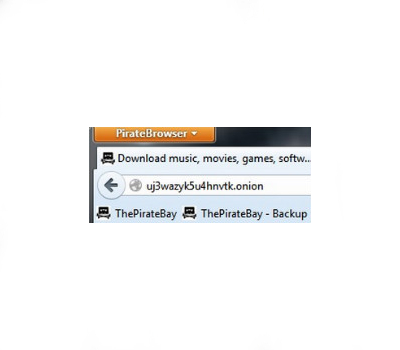 PirateBrowser
Download music, movies, games, softw...
uj3wazyk5u4hnvtk.onion
ThePirateBay ThePirateBay - Backup